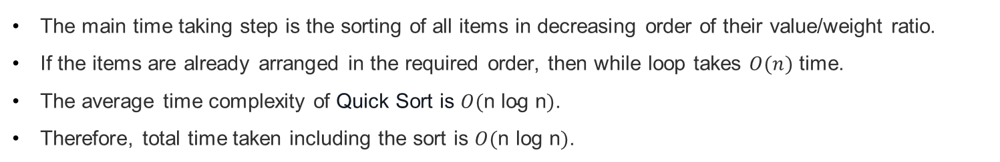 • The main time taking step is the sorting of all items in decreasing order of their value/weight ratio.
• If the items are already arranged in the required order, then while loop takes O(n) time.
• The average time complexity of Quick Sort is O(n log n).
• Therefore, total time taken including the sort is O(n log n).